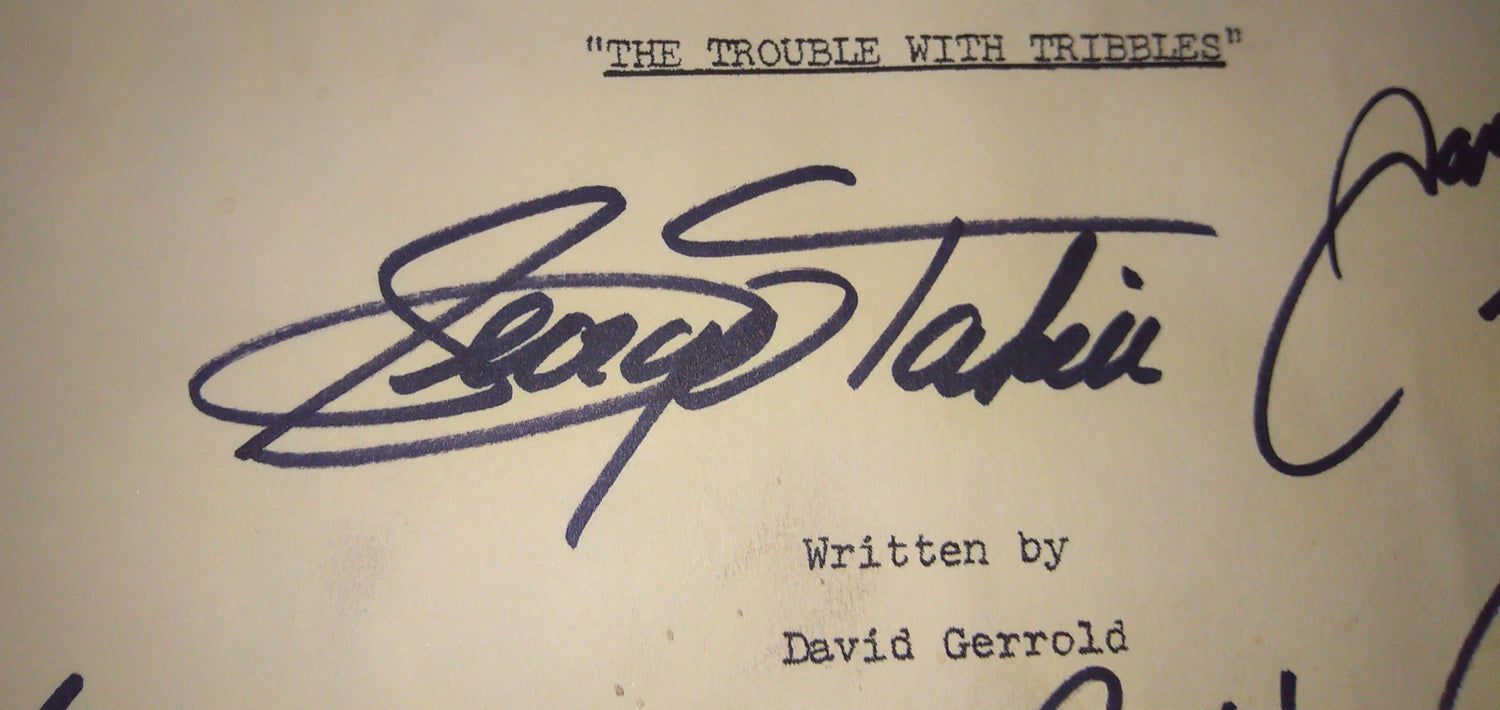 "THE TROUBLE WITH TRIBBLES"
George Takei
Written by
David Gerrold